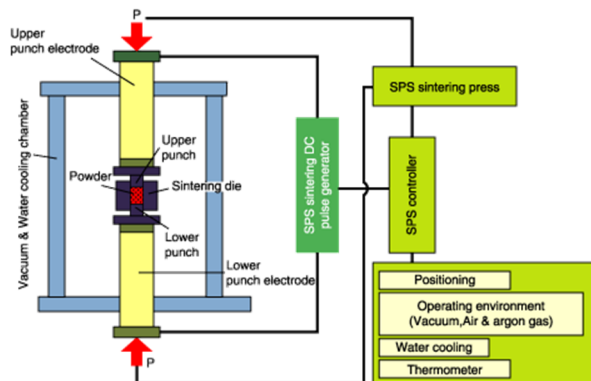 P
Upper
punch electrode
SPS sintering press
Vacuum & Water cooling chamber
Upper
punch
Powder
Sintering die
SPS sintering DC
pulse generator
SPS controller
Lower
punch
Lower
punch electrode
P
Positioning
Operating environment
(Vacuum,Air & argon gas)
Water cooling
Thermometer